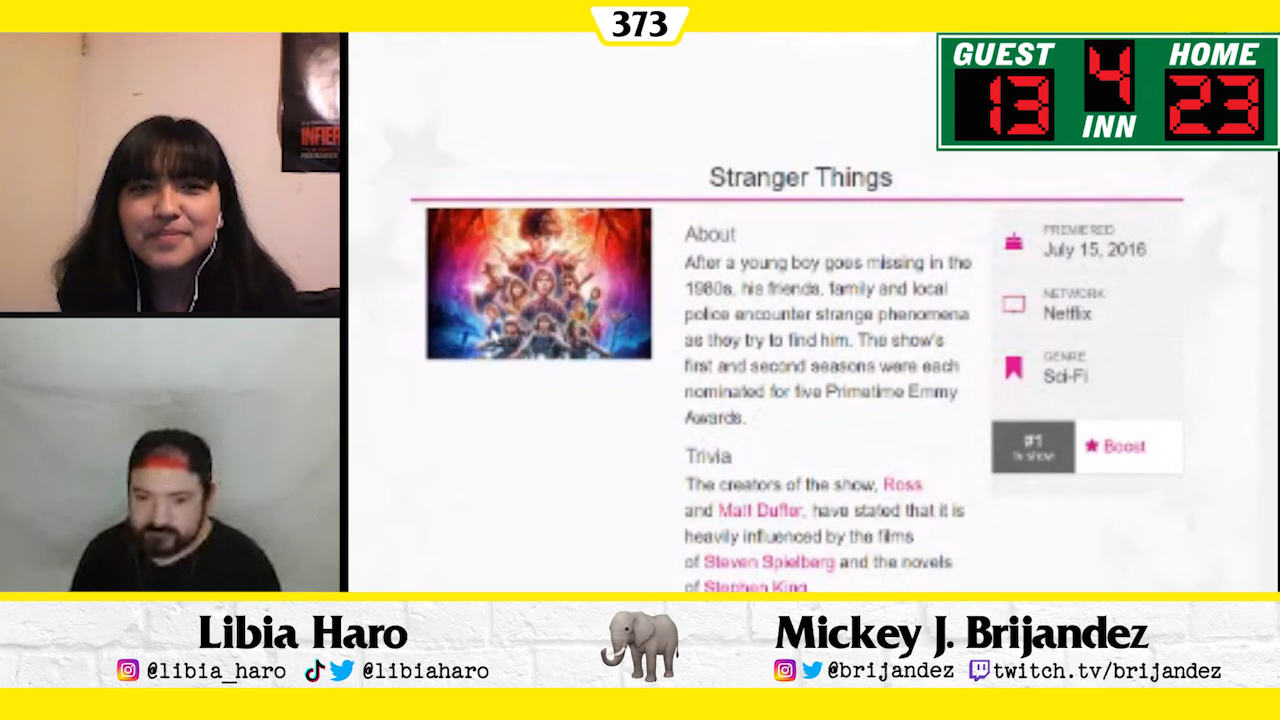 373
GUEST
HOME
13
4
23
INN
INFIER
Stranger Things
About
After a young boy goes missing in the
1980s, his friends, family and local
police encounter strange phenomena
as they try to find him. The show's
first and second seasons were each
nominated for five Primetime Emmy
Awards.
Trivia
The creators of the show, Ross
and Matt Duffer, have stated that it is
heavily influenced by the films
of Steven Spielberg and the novels
of Stephen King
PREMIERED
July 15, 2016
NETWORK
Netflix
GENRE
Sci-Fi
#1
tv show
Boost
Libia Haro
@libia_haro
@libiaharo
Mickey J. Brijandez
@brijandez
twitch.tv/brijandez